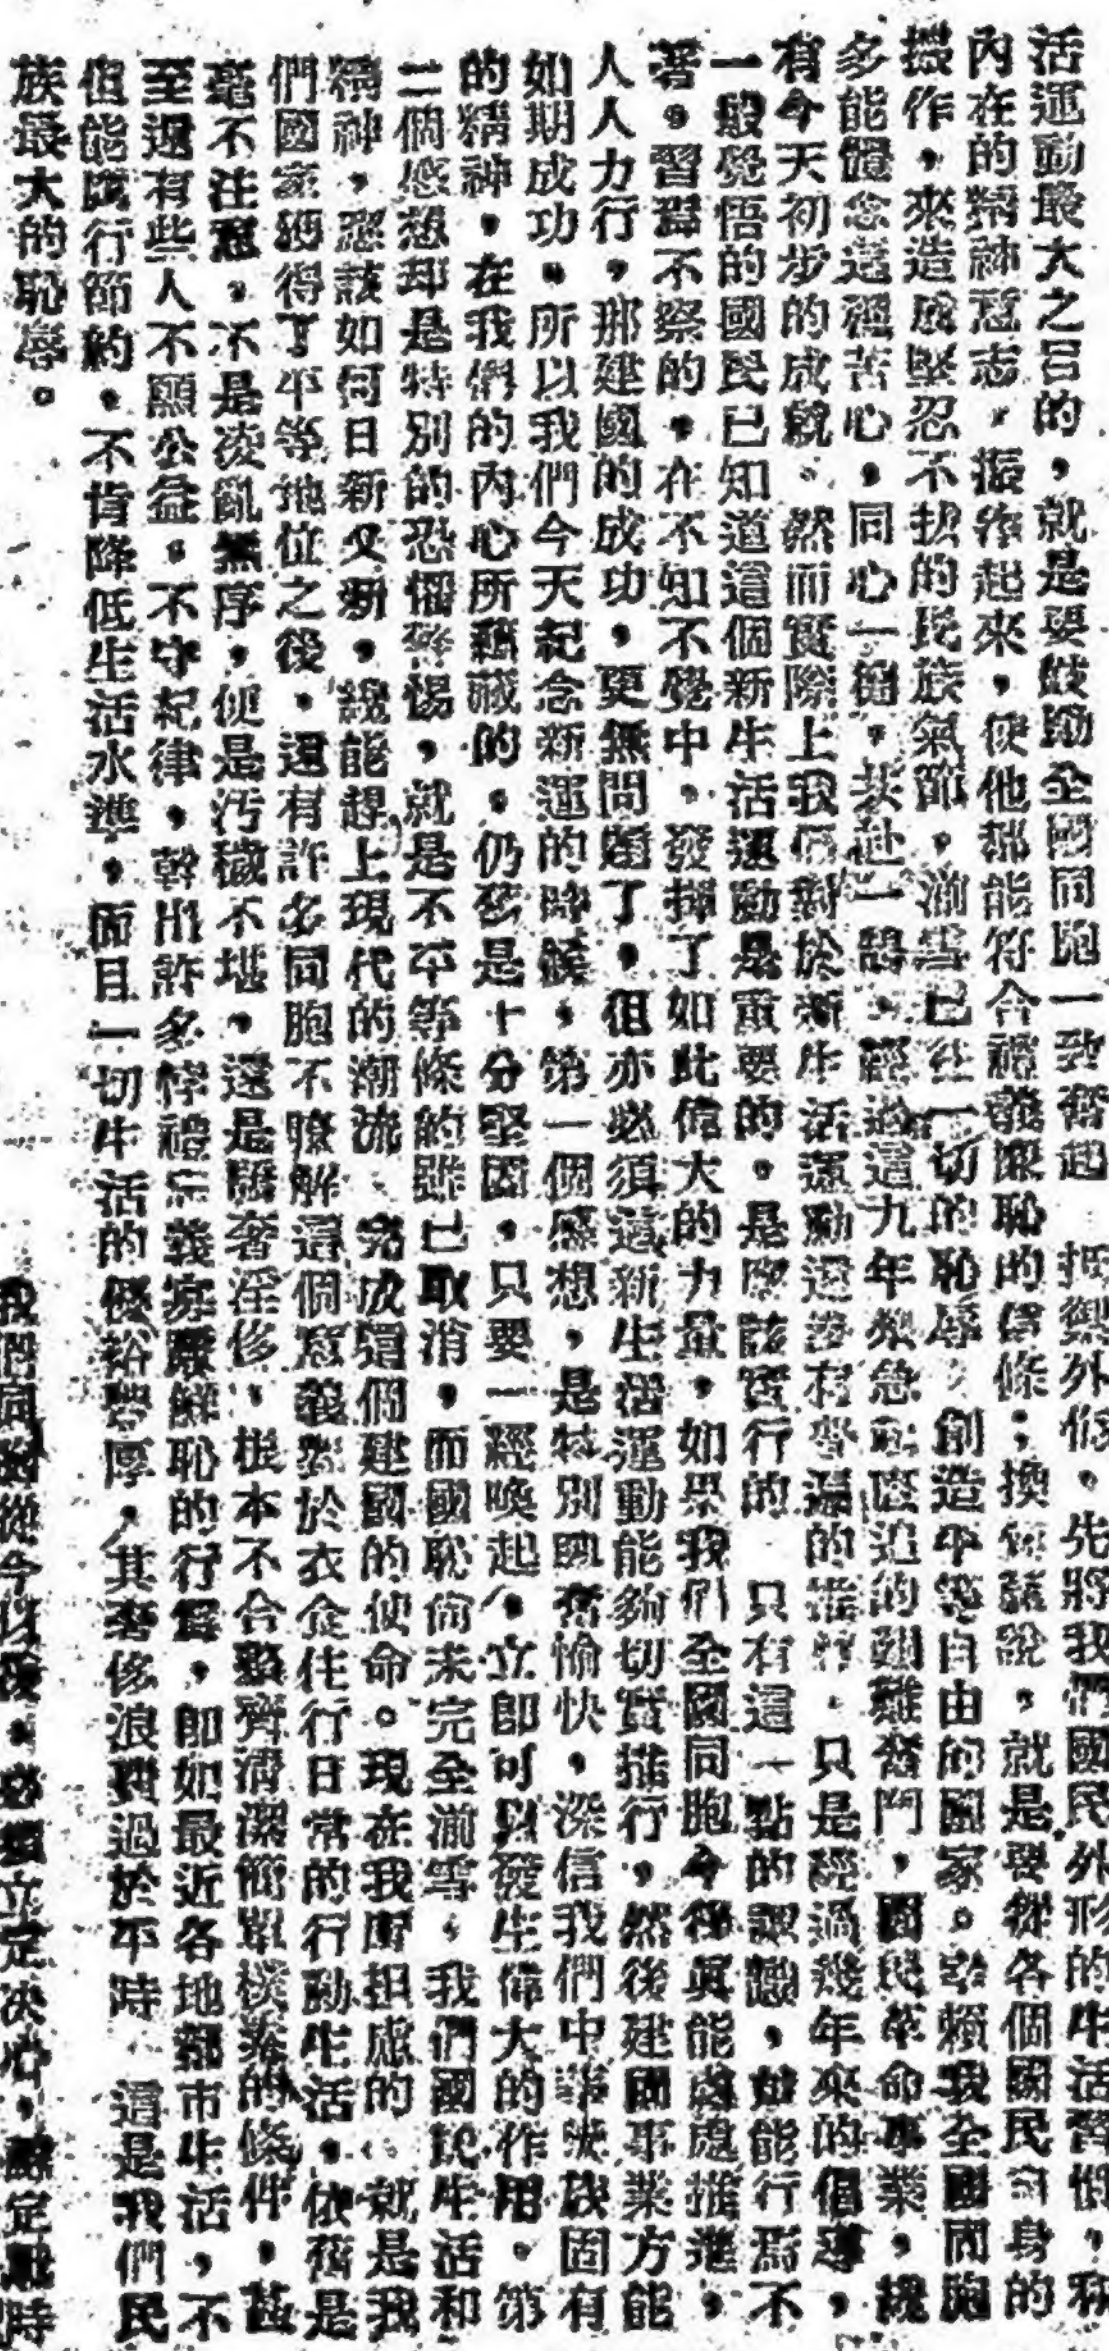 活運動最大之目的，就是要鼓勵全國同胞一致奮起 抵禦外侮。先將我們國民外形的生活習慣，和
內在的精神意志，振作起來，使他都能符合禮義廉恥的信條；換句話說，就是要從各個國民自身的
振作，來造成堅忍不拔的民族氣節，湔雪已往一切的恥辱 創造平等自由的國家。幸賴我全國同胞
多能體念這種苦心，同心一德，共赴一鵠，經過這九年緊急 壓迫的艱難奮鬥，國民革命事業，纔
有今天初步的成就。然而實際上我們對於新生活運動還沒有普遍的推行，只是經過幾年來的倡導，
一般覺悟的國民已知道這個新生活運動是重要的。是應該實行的 只有這一點的認識，如能行焉不
著。習焉不察的，在不知不覺中，發揮了如此偉大的力量，如果我們全國同胞今後真能處處推進，
人人力行，那建國的成功，更無問題了，但亦必須這新生活運動能夠切實推行，然後建國事業方能
如期成功。所以我們今天紀念新運的時候，第一個感想，是特別興奮愉快，深信我們中華民族固有
的精神，在我們的內心所蘊藏的，仍舊是十分堅固，只要一經喚起，立即可以發生偉大的作用。第
二個感想却是特別的恐懼警惕，就是不平等條的雖已取消，而國恥尚未完全湔雪，我們國民生活和
精神，應該如何日新又新，纔能趕上現代的潮流 完成這個建國的使命。現在我所担慮的，就是我
們國家獲得了平等地位之後，還有許多同胞不瞭解這個意義對於衣食住行日常的行動生活，依舊是
毫不注意，不是凌亂無序，便是汚穢不堪，還是驕奢淫侈，根本不合整齊清潔簡單樸素的條件，甚
至還有些人不顧公益，不守紀律，幹出許多悖禮忘義寡廉鮮恥的行爲，即如最近各地都市生活，不
但能厲行節約，不肯降低生活水準，而且一切生活的優裕豐厚，其奢侈浪費過於平時 這是我們民
族最大的恥辱。
我們同胞從今以後，必須立定決心， 定戰時